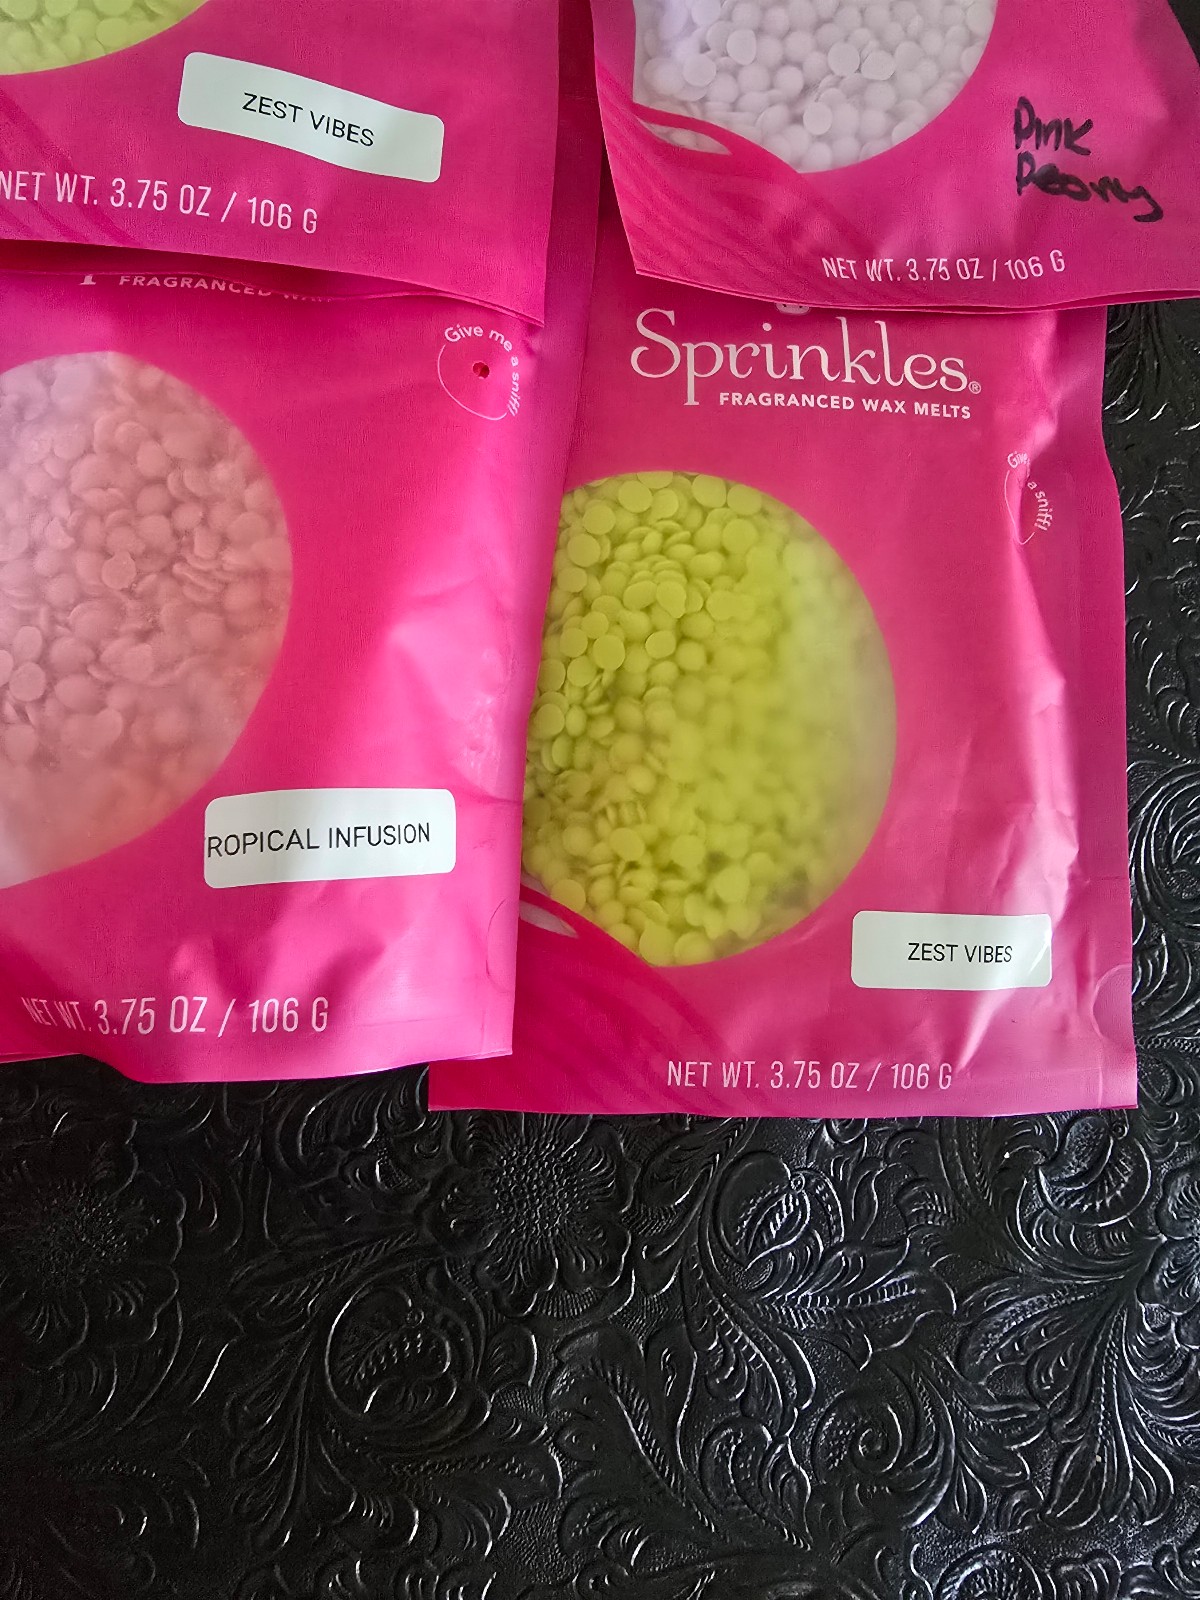 ZEST VIBES
NET WT. 3.75 OZ / 106 G
Pink
Peony
NET WT. 3.75 OZ / 106 G
FRAGRANCED
Give me a sniff!
ROPICAL INFUSION
NET WT. 3.75 OZ / 106 G
Sprinkles®
FRAGRANCED WAX MELTS
Give a sniff!
ZEST VIBES
NET WT. 3.75 OZ / 106 G